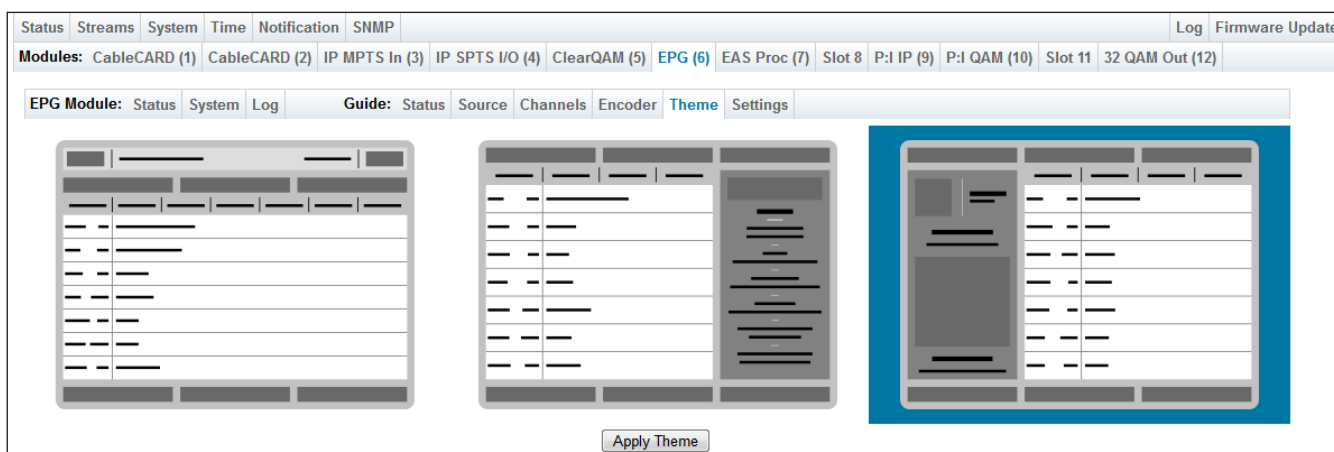 Status Streams System Time Notification SNMP Log Firmware Update
Modules: CableCARD (1) CableCARD (2) IP MPTS In (3) IP SPTS I/O (4) ClearQAM (5) EPG (6) EAS Proc (7) Slot 8 P:I IP (9) P:I QAM (10) Slot 11 32 QAM Out (12)
EPG Module: Status System Log Guide: Status Source Channels Encoder Theme Settings
Apply Theme